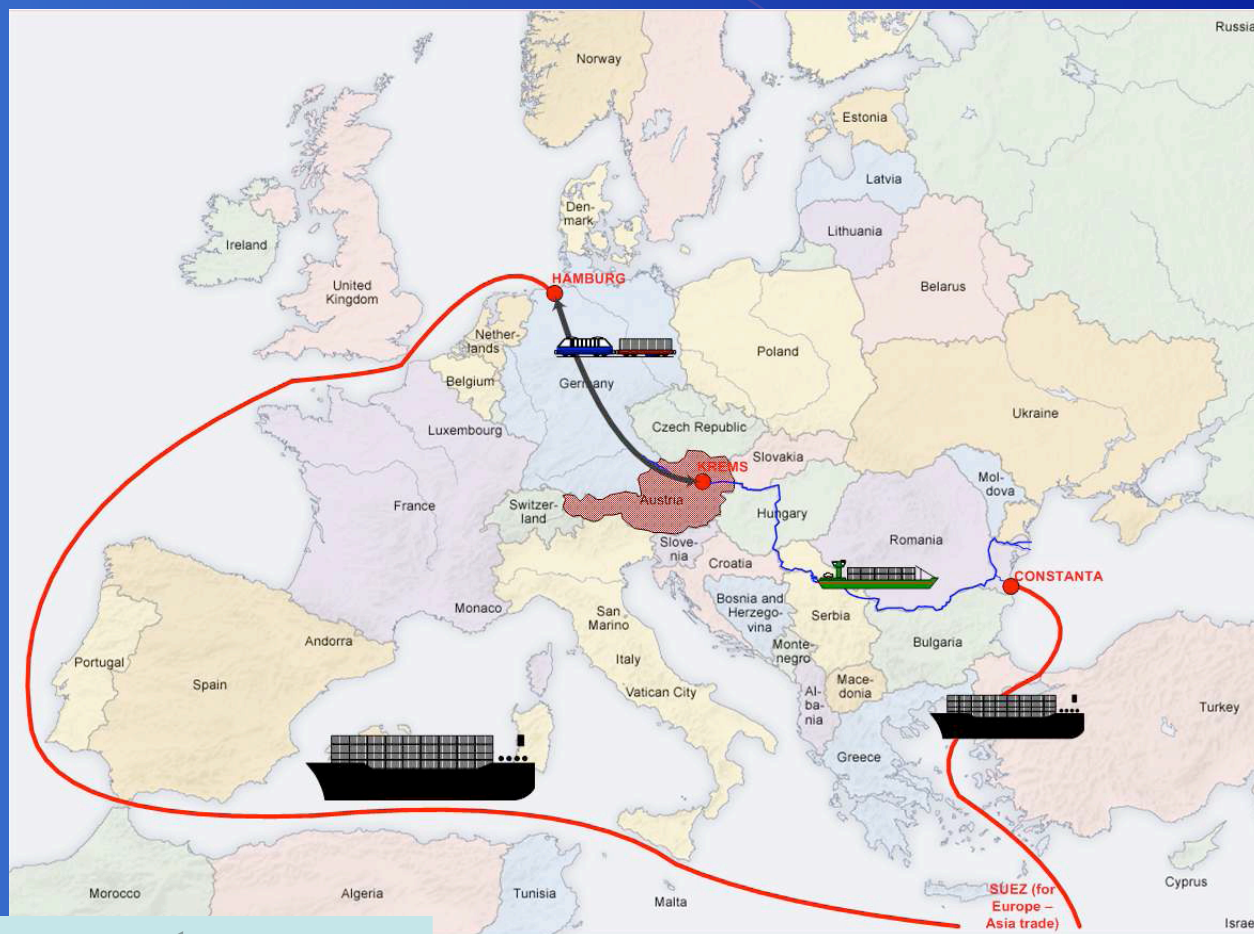 Russia
Norway
Estonia
Latvia
Den-
mark
Lithuania
Ireland
United
Kingdom
HAMBURG
Belarus
Nether-
lands
Poland
Belgium
Germany
Ukraine
Czech Republic
Luxembourg
Slovakia
KREMS
Mol-
dova
Austria
France
Switzer-
land
Hungary
Romania
Slove-
nia
Croatia
CONSTANTA
Bosnia and
Herzego-
vina
Monaco
San
Marino
Serbia
Andorra
Bulgaria
Monte-
negro
Portugal
Italy
Spain
Vatican City
Mace-
donia
Al-
ba-
nia
Turkey
Greece
SUEZ (for
Europe –
Asia trade)
Cyprus
Morocco
Algeria
Tunisia
Malta
Israel